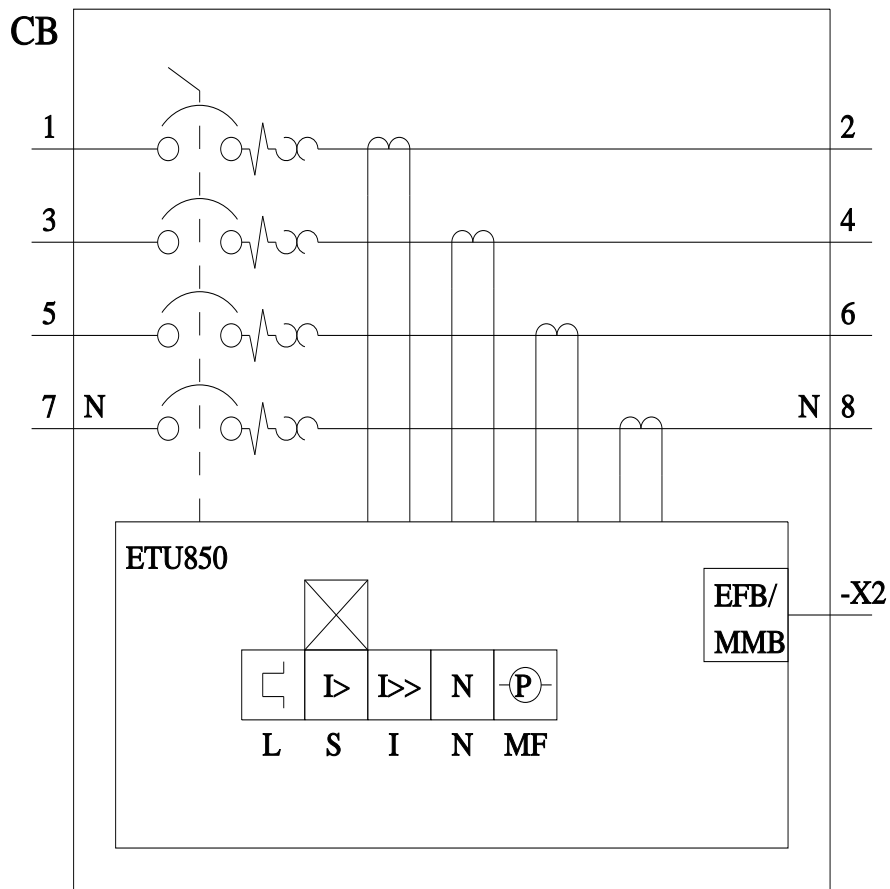 CB
1 2
3 4
5 6
7 N N 8
ETU850
EFB/ -X2
MMB
I> I>> N P
L S I N MF